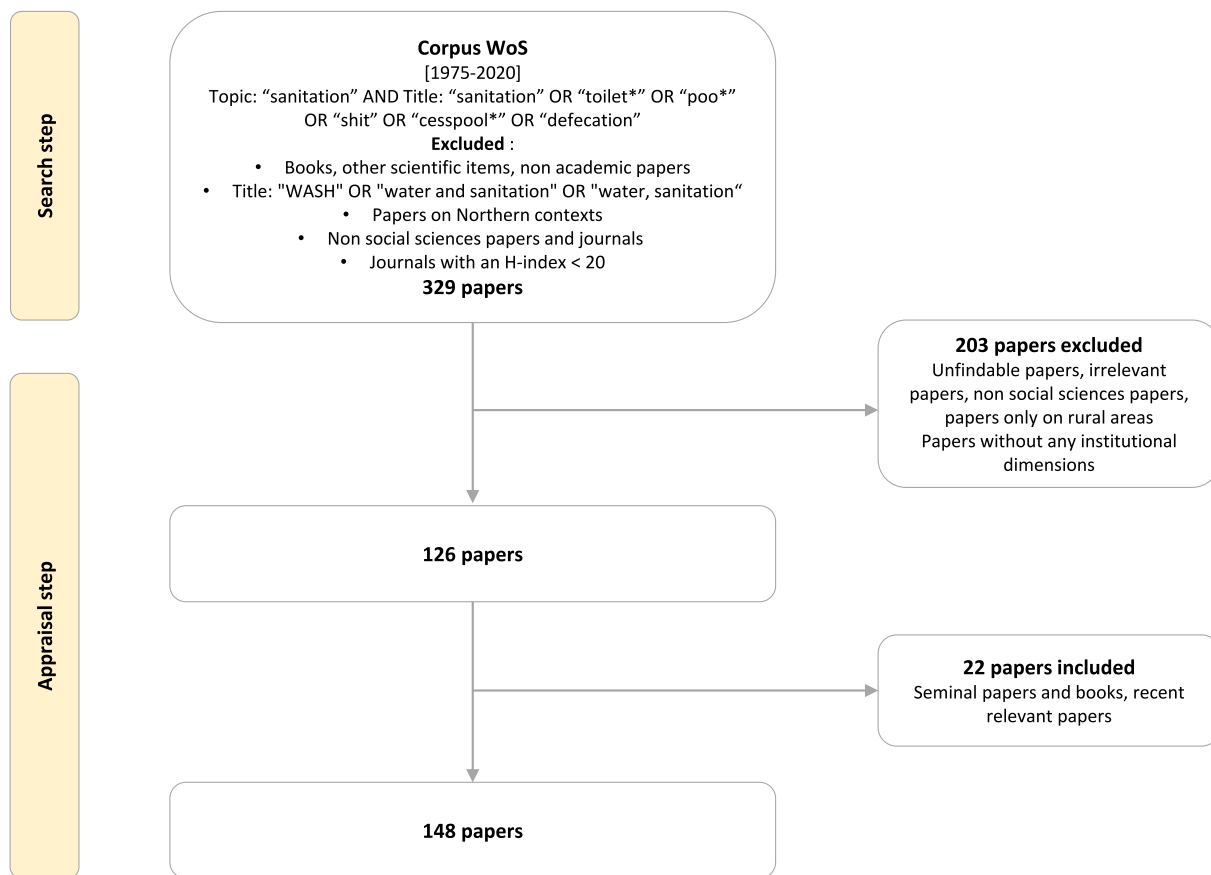 Search step
Corpus WoS
[1975-2020]
Topic: “sanitation” AND Title: “sanitation” OR “toilet*” OR “poo*”
OR “shit” OR “cesspool*” OR “defecation”
Excluded :
• Books, other scientific items, non academic papers
• Title: "WASH" OR "water and sanitation" OR "water, sanitation“
• Papers on Northern contexts
• Non social sciences papers and journals
• Journals with an H-index < 20
329 papers
203 papers excluded
Unfindable papers, irrelevant
papers, non social sciences papers,
papers only on rural areas
Papers without any institutional
dimensions
Appraisal step
126 papers
22 papers included
Seminal papers and books, recent
relevant papers
148 papers